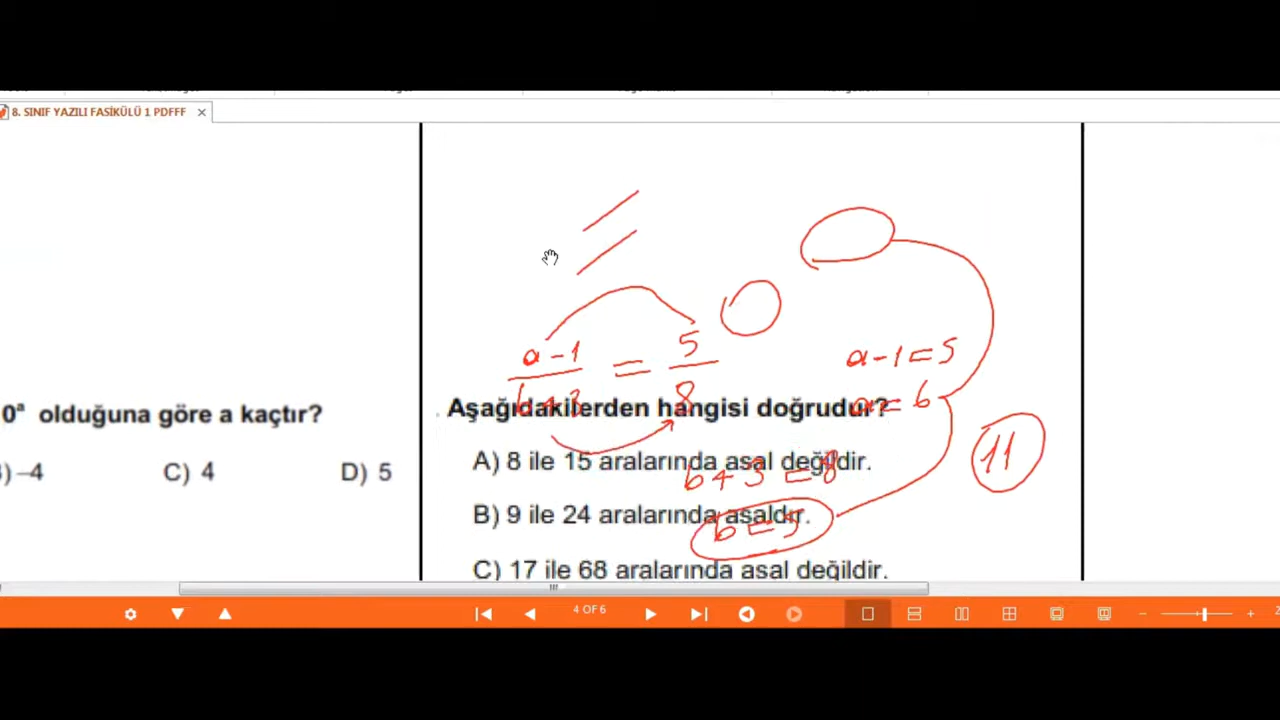 8. SINIF YAZILI FASİKÜLÜ 1 PDFFF
0ᵃ olduğuna göre a kaçtır?
) –4
C) 4
D) 5
a-1 / b+3 = 5 / 8
a-1=5
a=6
b+3=8
b=5
11
Aşağıdakilerden hangisi doğrudur?
A) 8 ile 15 aralarında asal değildir.
B) 9 ile 24 aralarında asaldır.
C) 17 ile 68 aralarında asal değildir.
4 OF 6